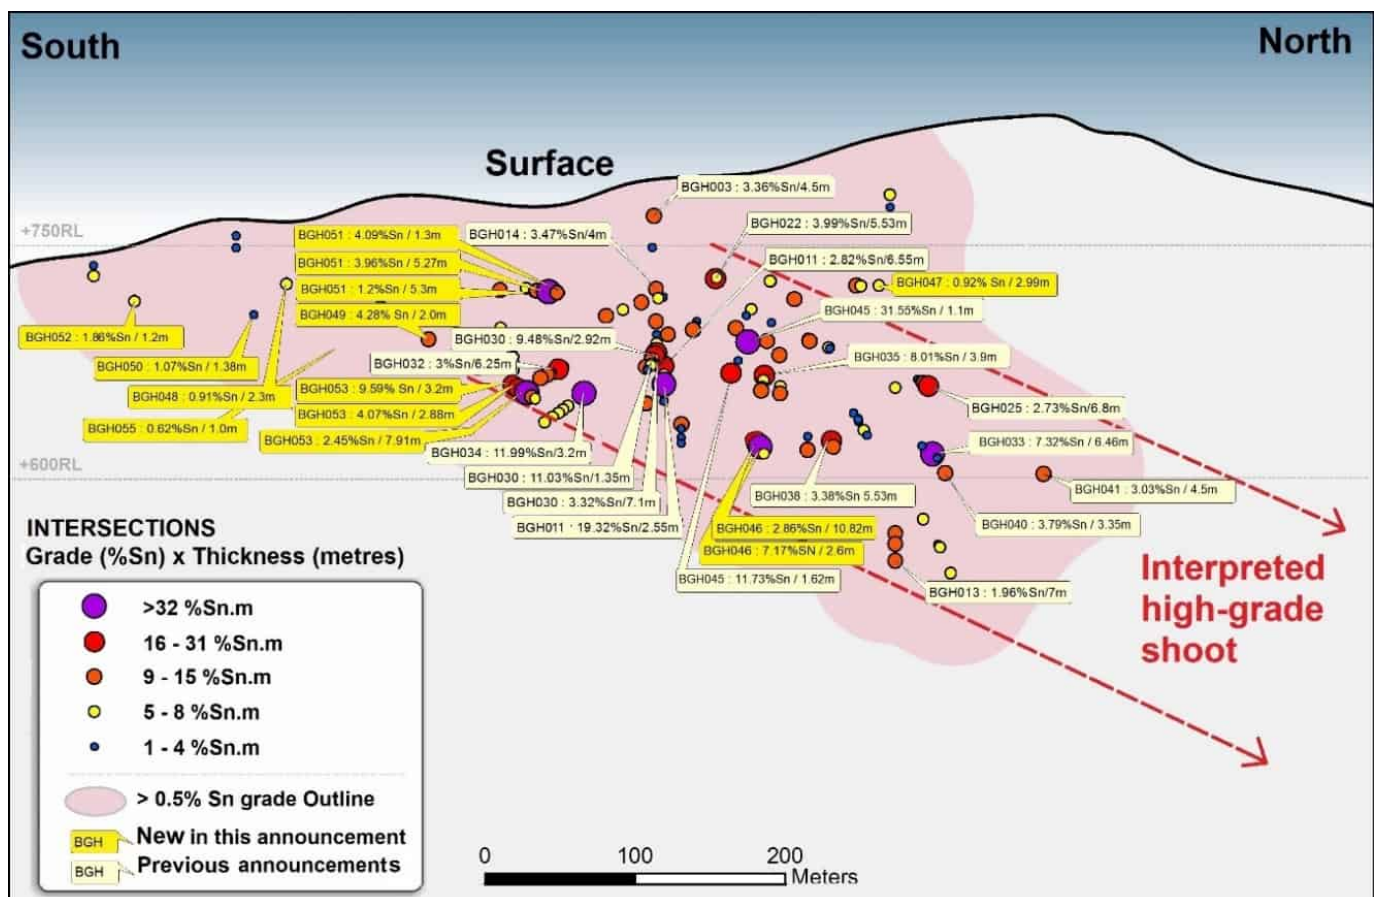 South
North
Surface
BGH003 : 3.36%Sn/4.5m
BGH022 : 3.99%Sn/5.53m
+750RL
BGH051 : 4.09%Sn / 1.3m
BGH014 : 3.47%Sn/4m
BGH011 : 2.82%Sn/6.55m
BGH051 : 3.96%Sn / 5.27m
BGH051 : 1.2%Sn / 5.3m
BGH047 : 0.92% Sn / 2.99m
BGH049 : 4.28% Sn / 2.0m
BGH045 : 31.55%Sn / 1.1m
BGH052 : 1.86%Sn / 1.2m
BGH030 : 9.48%Sn/2.92m
BGH035 : 8.01%Sn / 3.9m
BGH050 : 1.07%Sn / 1.38m
BGH032 : 3%Sn/6.25m
BGH048 : 0.91%Sn / 2.3m
BGH053 : 9.59% Sn / 3.2m
BGH025 : 2.73%Sn/6.8m
BGH053 : 4.07%Sn / 2.88m
BGH055 : 0.62%Sn / 1.0m
BGH053 : 2.45%Sn / 7.91m
BGH033 : 7.32%Sn / 6.46m
BGH034 : 11.99%Sn/3.2m
+600RL
BGH030 : 11.03%Sn/1.35m
BGH041 : 3.03%Sn / 4.5m
BGH038 : 3.38%Sn 5.53m
BGH030 : 3.32%Sn/7.1m
BGH011 : 19.32%Sn/2.55m
BGH046 : 2.86%Sn / 10.82m
BGH040 : 3.79%Sn / 3.35m
BGH046 : 7.17%SN / 2.6m
BGH045 : 11.73%Sn / 1.62m
BGH013 : 1.96%Sn/7m
Interpreted
high-grade
shoot
INTERSECTIONS
Grade (%Sn) x Thickness (metres)
>32 %Sn.m
16 - 31 %Sn.m
9 - 15 %Sn.m
5 - 8 %Sn.m
1 - 4 %Sn.m
> 0.5% Sn grade Outline
BGH New in this announcement
BGH Previous announcements
0 100 200
Meters